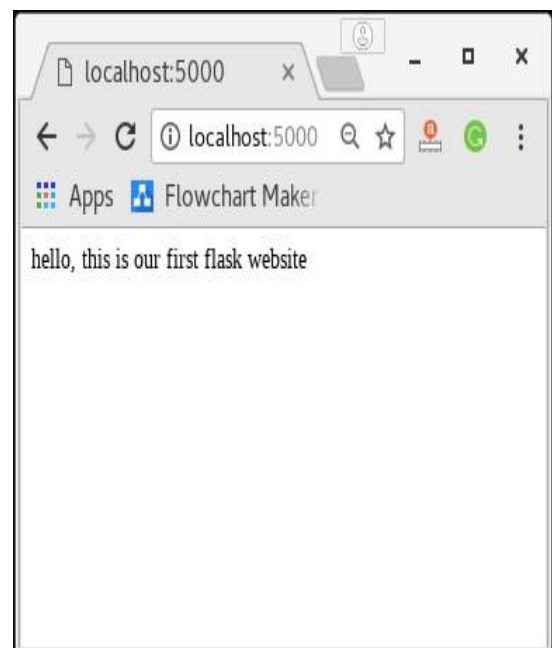 localhost:5000
localhost:5000
Apps Flowchart Maker
hello, this is our first flask website